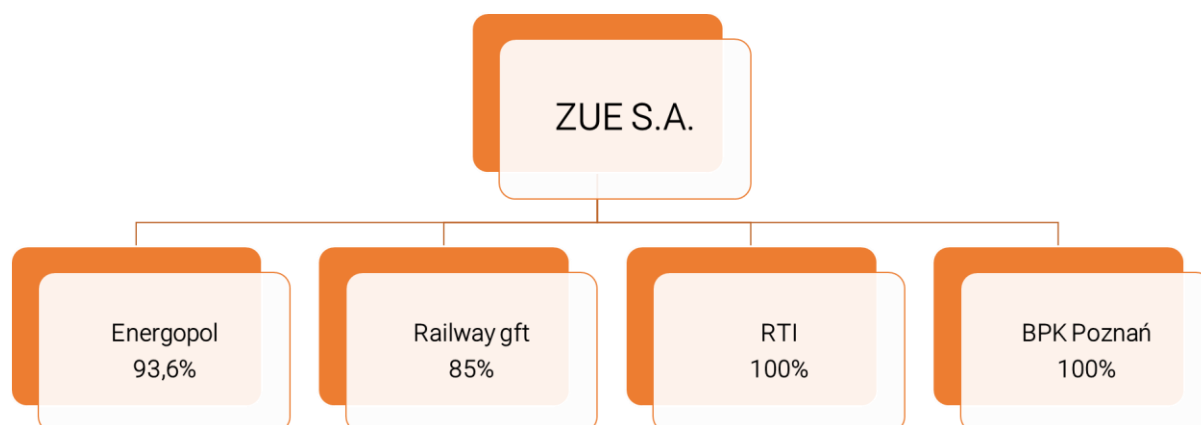 ZUE S.A.
Energopol
93,6%
Railway gft
85%
RTI
100%
BPK Poznań
100%